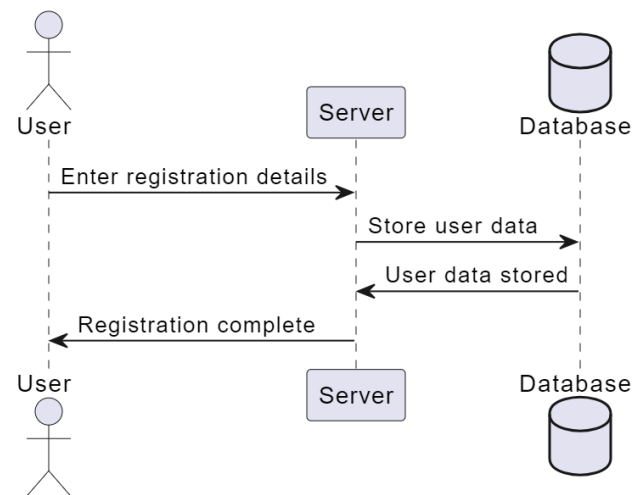 User
Server
Database
Enter registration details
Store user data
User data stored
Registration complete
User
Server
Database